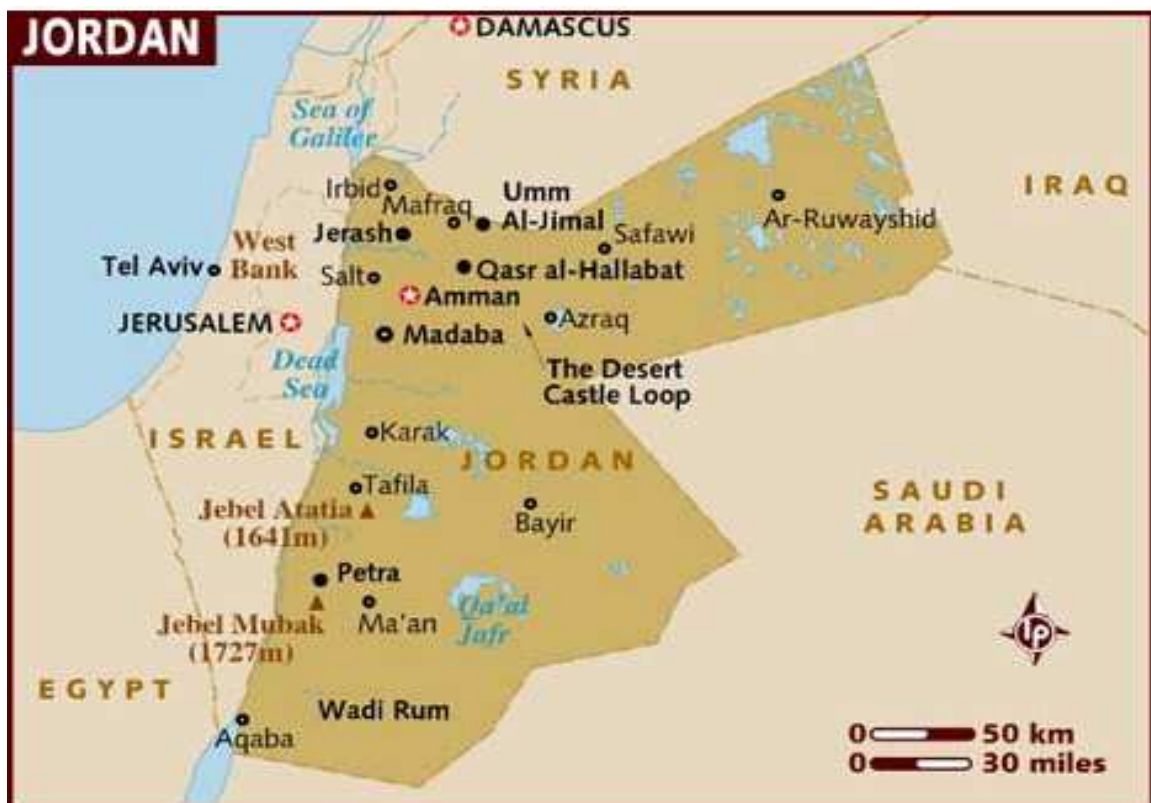 JORDAN
DAMASCUS
SYRIA
Sea of
Galilee
IRAQ
Irbid
Mafraq
Umm
Al-Jimal
Ar-Ruwayshid
Jerash
Safawi
West
Bank
Tel Aviv
Salt
Qasr al-Hallabat
Amman
JERUSALEM
Madaba
Azraq
Dead
Sea
The Desert
Castle Loop
ISRAEL
Karak
JORDAN
Tafila
SAUDI
ARABIA
Jebel Atatia
(1641m)
Bayir
Petra
Jebel Mubak
(1727m)
Ma'an
Qa'al
Jafr
EGYPT
Wadi Rum
Aqaba
lp
0 50 km
0 30 miles